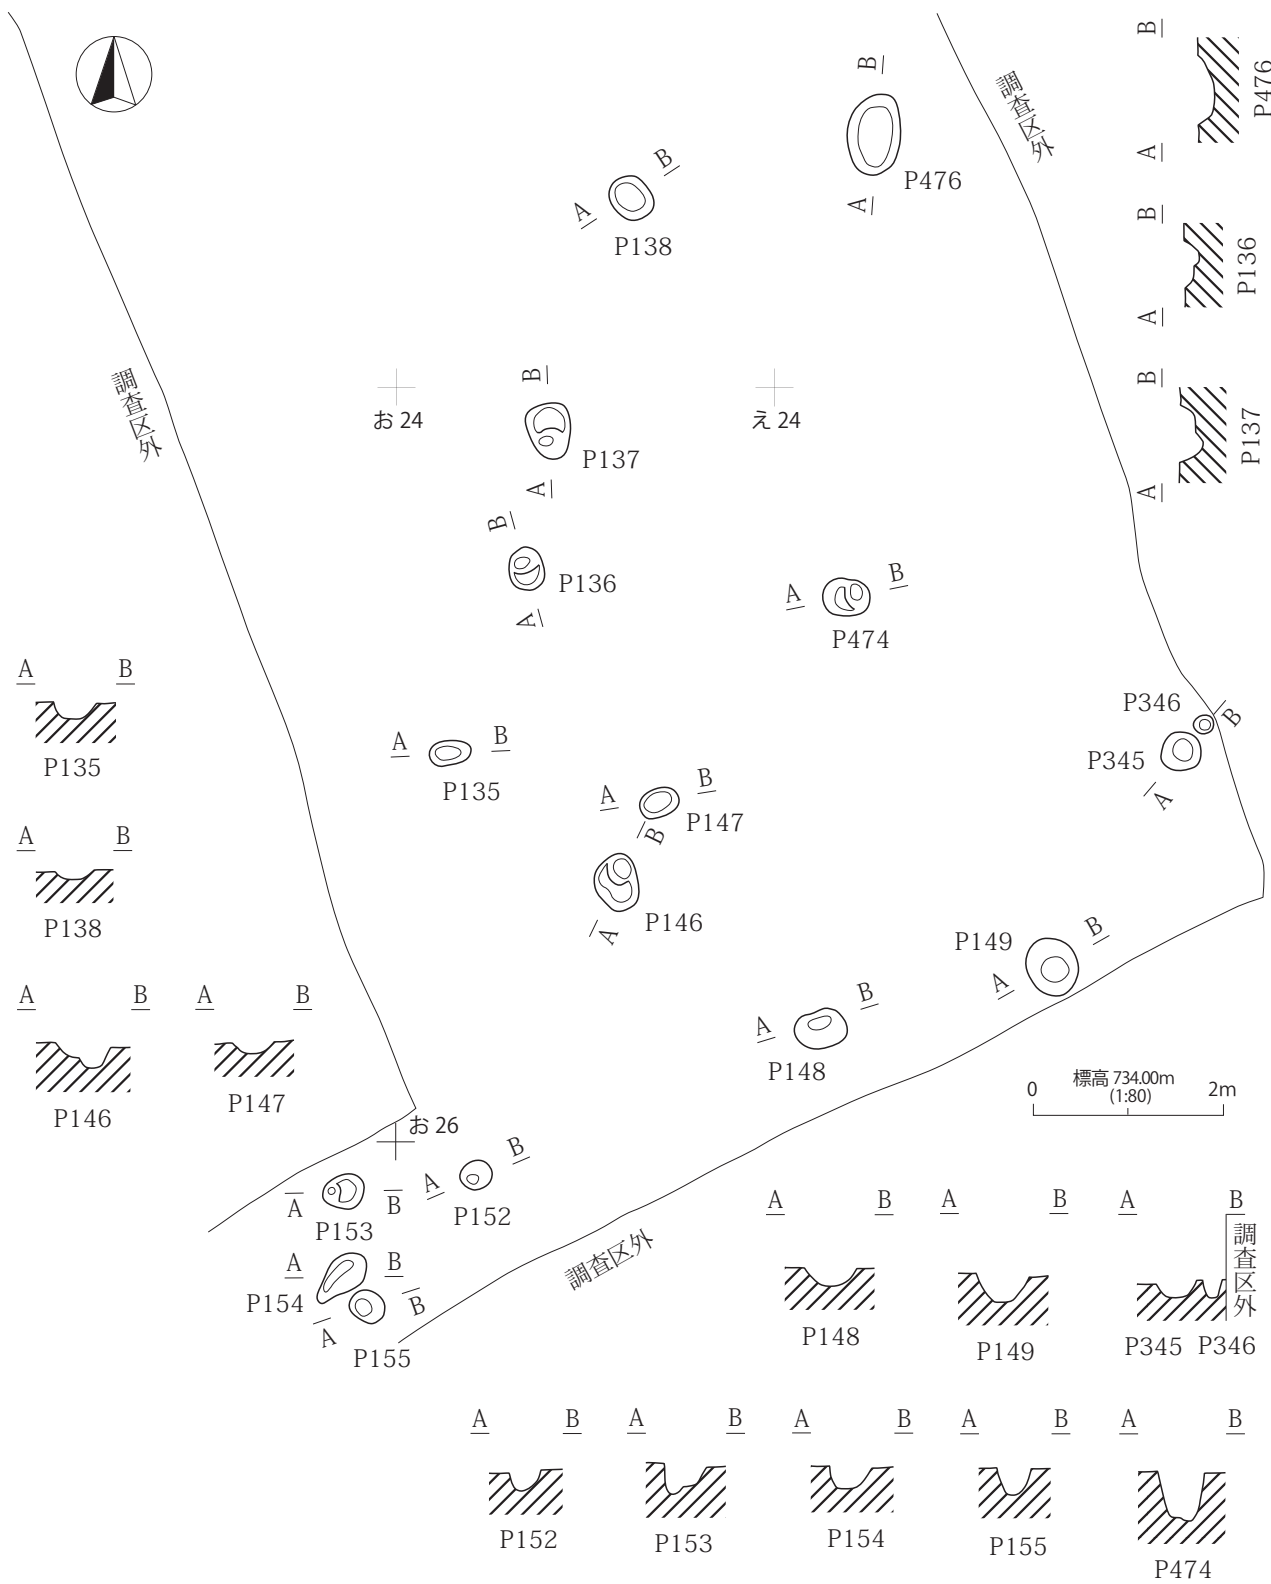 B
A
P476
調査区外
B
A
P476
B
A
P138
B
A
P136
調査区外
お 24
え 24
B
A
P137
B
A
P137
B
A
P136
A
B
P474
A
B
P135
A
B
P135
P346
P345
B
A
A
B
P147
B
A
P146
A
B
P138
P149
A
B
A
B
P148
A
B
P146
A
B
P147
標高 734.00m
0
2m
(1:80)
お 26
A
B
P153
A
B
P152
A
B
P154
A
B
P155
調査区外
A
B
P148
A
B
P149
A
B
調査区外
P345
P346
A
B
P152
A
B
P153
A
B
P154
A
B
P155
A
B
P474